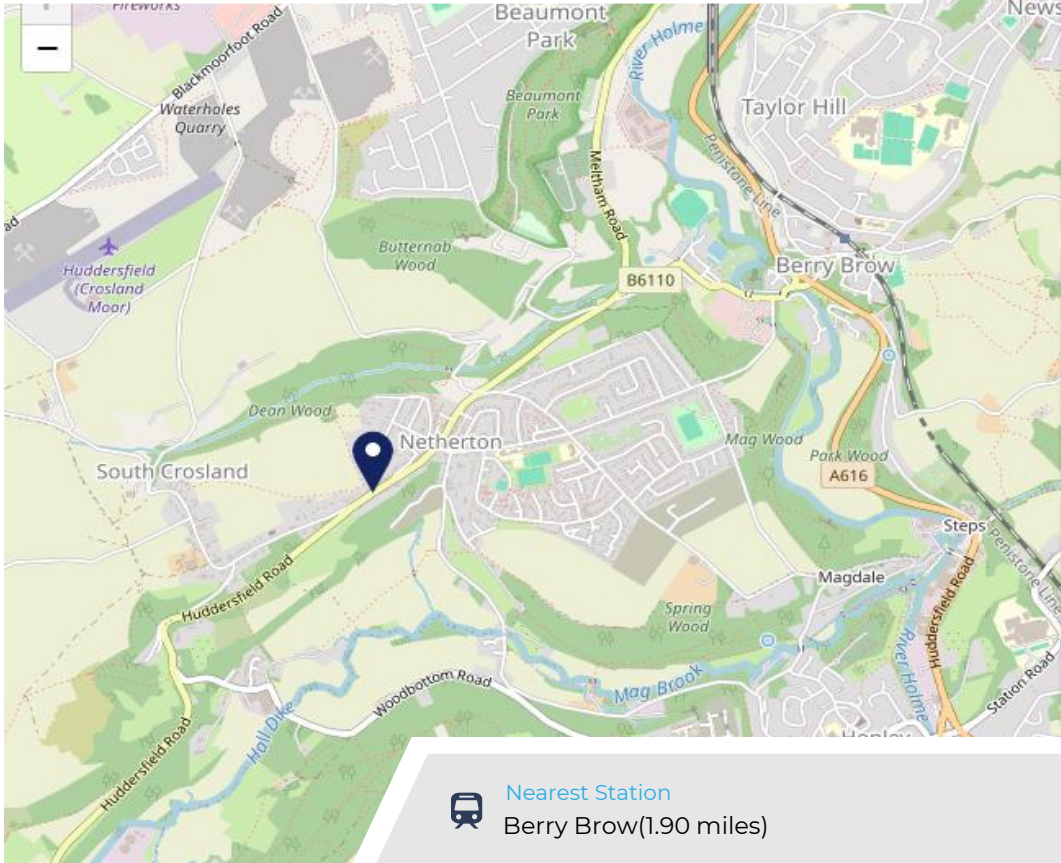 Fireworks
Beaumont
Park
News
Blackmoorfoot Road
River Holme
Waterholes
Quarry
Beaumont
Park
Taylor Hill
Meltham Road
Penistone Line
Butternab
Wood
Huddersfield
(Crosland
Moor)
B6110
Berry Brow
Dean Wood
Netherton
Mag Wood
Park Wood
South Crosland
A616
Steps
Penistone Line
Huddersfield Road
Magdale
Spring
Wood
Huddersfield Road
River Holme
Station Road
Mag Brook
Woodbottom Road
Hall Dike
Honley
Huddersfield Road
Nearest Station
Berry Brow(1.90 miles)